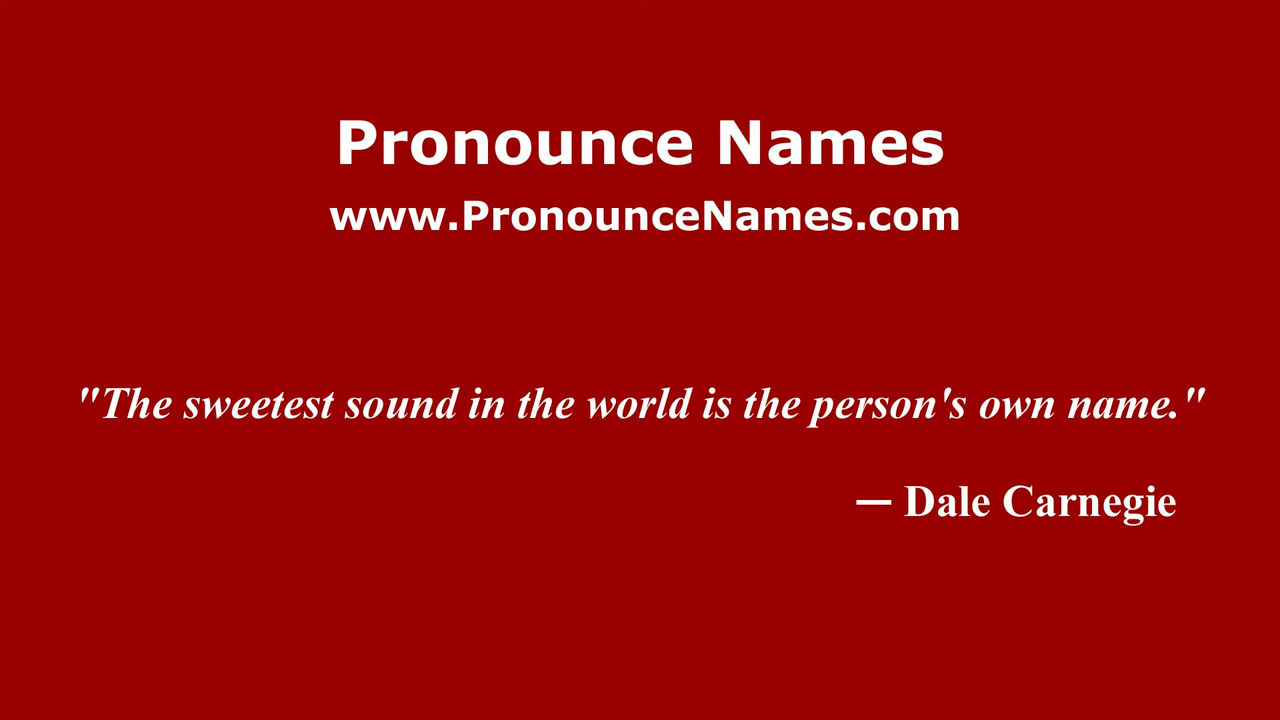 Pronounce Names
www.PronounceNames.com
"The sweetest sound in the world is the person's own name."
— Dale Carnegie